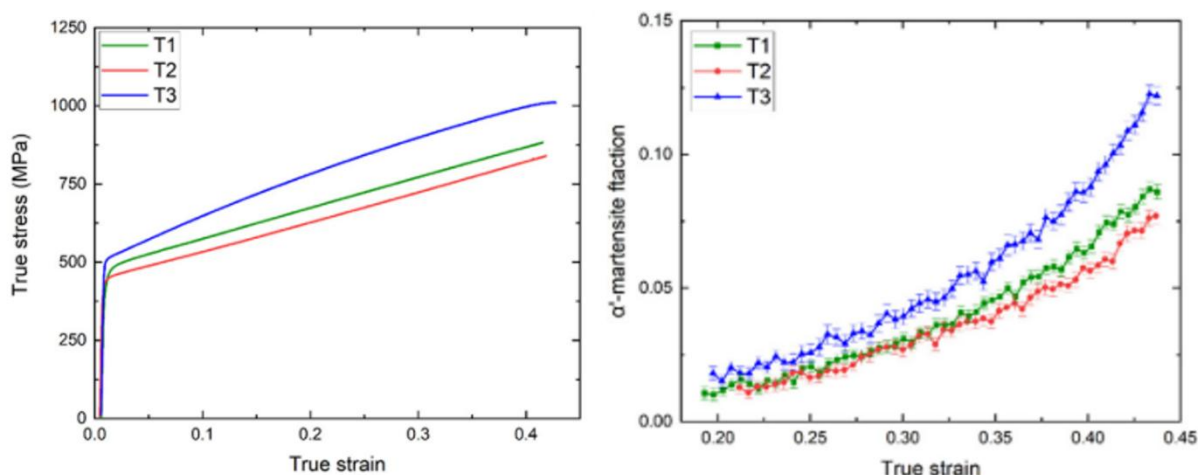 1250
1000
750
500
250
0
True stress (MPa)
T1
T2
T3
0.0 0.1 0.2 0.3 0.4
True strain
0.15
0.10
0.05
0.00
α'-martensite ftaction
T1
T2
T3
0.20 0.25 0.30 0.35 0.40 0.45
True strain